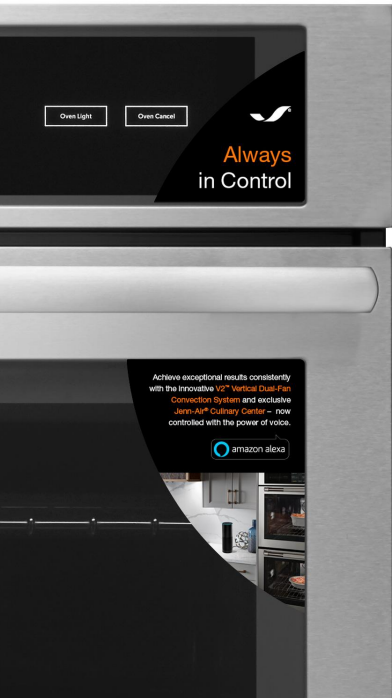 Oven Light
Oven Cancel
Always
in Control
Achieve exceptional results consistently
with the innovative V2™ Vertical Dual-Fan
Convection System and exclusive
Jenn-Air® Culinary Center – now
controlled with the power of voice.
amazon alexa